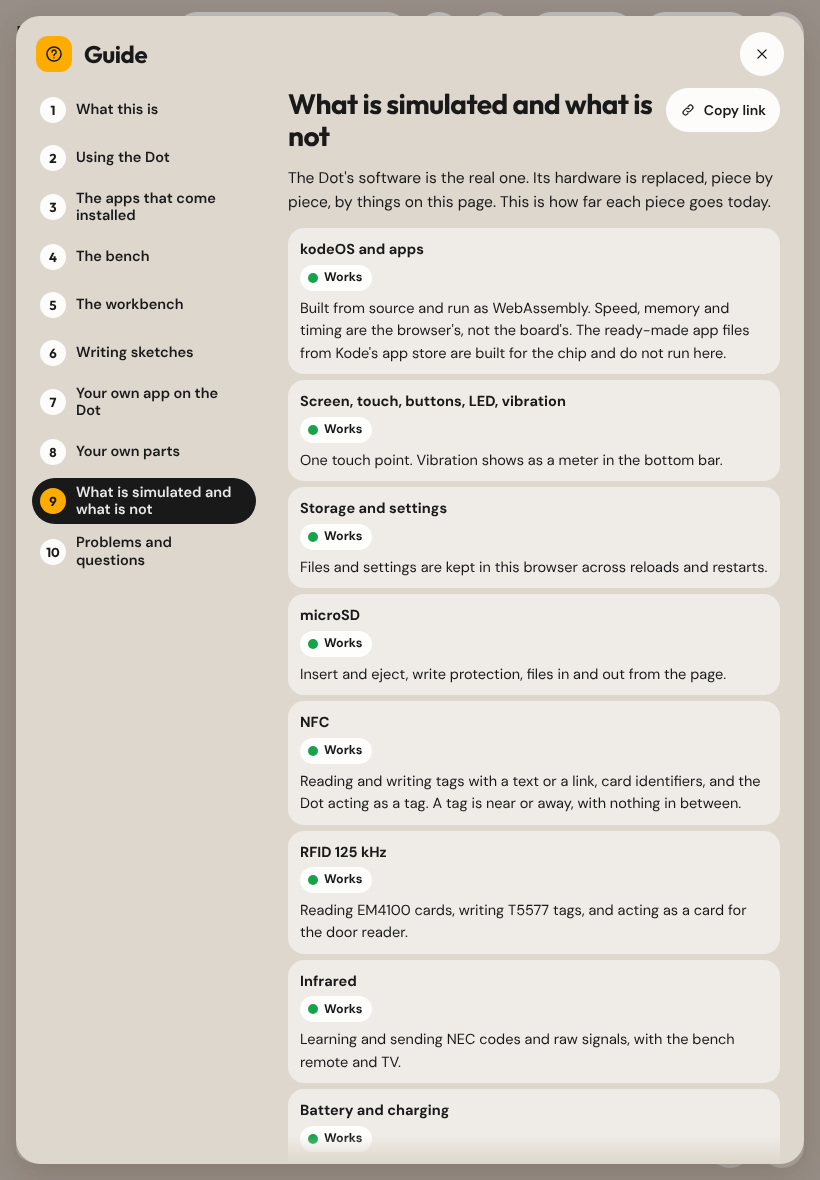 Guide
1 What this is
2 Using the Dot
3 The apps that come
installed
4 The bench
5 The workbench
6 Writing sketches
7 Your own app on the
Dot
8 Your own parts
9 What is simulated and
what is not
10 Problems and
questions
What is simulated and what is
not
Copy link
The Dot's software is the real one. Its hardware is replaced, piece by
piece, by things on this page. This is how far each piece goes today.
kodeOS and apps
Works
Built from source and run as WebAssembly. Speed, memory and
timing are the browser's, not the board's. The ready-made app files
from Kode's app store are built for the chip and do not run here.
Screen, touch, buttons, LED, vibration
Works
One touch point. Vibration shows as a meter in the bottom bar.
Storage and settings
Works
Files and settings are kept in this browser across reloads and restarts.
microSD
Works
Insert and eject, write protection, files in and out from the page.
NFC
Works
Reading and writing tags with a text or a link, card identifiers, and the
Dot acting as a tag. A tag is near or away, with nothing in between.
RFID 125 kHz
Works
Reading EM4100 cards, writing T5577 tags, and acting as a card for
the door reader.
Infrared
Works
Learning and sending NEC codes and raw signals, with the bench
remote and TV.
Battery and charging
Works